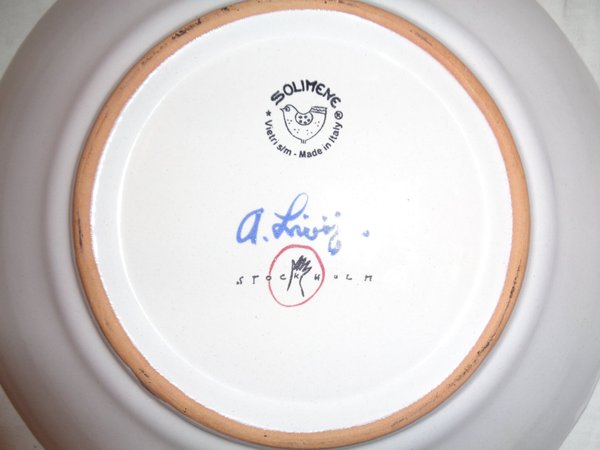 SOLIMENE
* Vietri s/m - Made in Italy ®
A.
STOCKHOLM